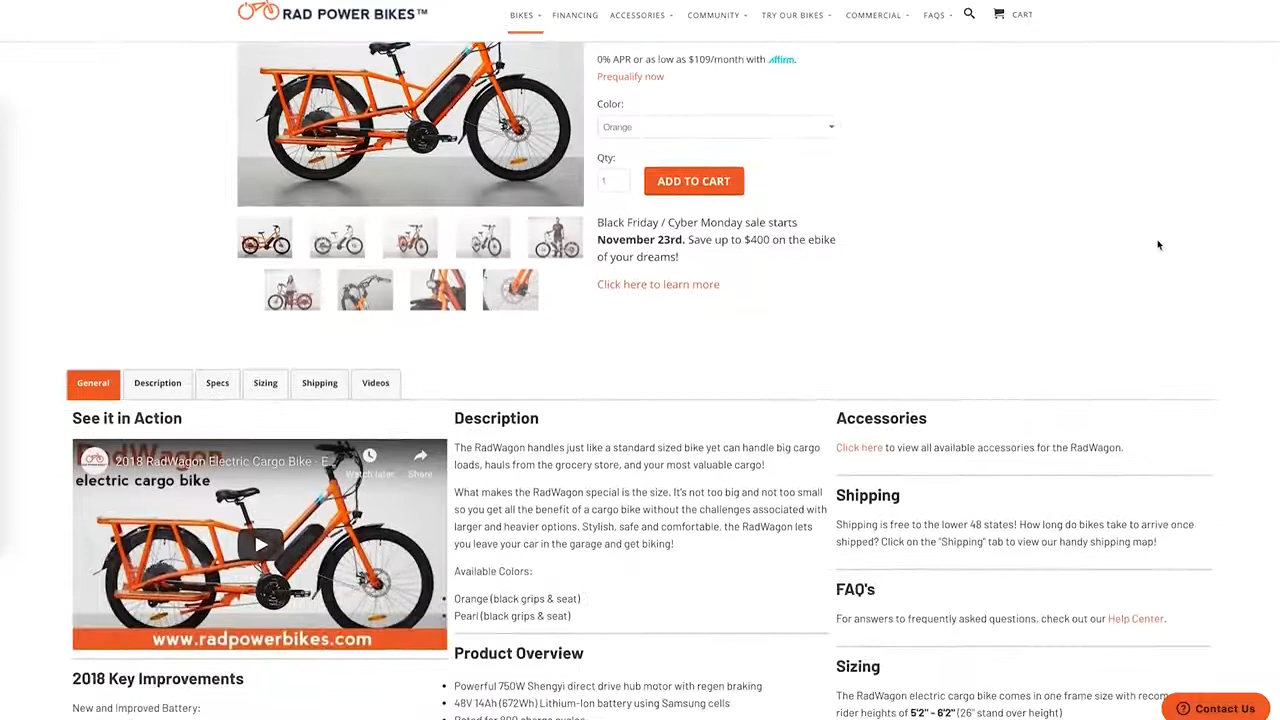 RAD POWER BIKES™
BIKES
FINANCING
ACCESSORIES
COMMUNITY
TRY OUR BIKES
COMMERCIAL
FAQS
CART
0% APR or as low as $109/month with affirm.
Prequalify now
Color:
Orange
Qty:
1
ADD TO CART
Black Friday / Cyber Monday sale starts
November 23rd. Save up to $400 on the ebike
of your dreams!
Click here to learn more
General
Description
Specs
Sizing
Shipping
Videos
See it in Action
RadWagon
2018 RadWagon Electric Cargo Bike - E...
Watch later
Share
electric cargo bike
www.radpowerbikes.com
2018 Key Improvements
New and Improved Battery:
Description
The RadWagon handles just like a standard sized bike yet can handle big cargo
loads, hauls from the grocery store, and your most valuable cargo!
What makes the RadWagon special is the size. It's not too big and not too small
so you get all the benefit of a cargo bike without the challenges associated with
larger and heavier options. Stylish, safe and comfortable, the RadWagon lets
you leave your car in the garage and get biking!
Available Colors:
Orange (black grips & seat)
Pearl (black grips & seat)
Product Overview
Powerful 750W Shengyi direct drive hub motor with regen braking
48V 14Ah (672Wh) Lithium-Ion battery using Samsung cells
Rated for 800 charge cycles
Accessories
Click here to view all available accessories for the RadWagon.
Shipping
Shipping is free to the lower 48 states! How long do bikes take to arrive once
shipped? Click on the "Shipping" tab to view our handy shipping map!
FAQ's
For answers to frequently asked questions, check out our Help Center.
Sizing
The RadWagon electric cargo bike comes in one frame size with recom
rider heights of 5'2" - 6'2" (26" stand over height)
Contact Us